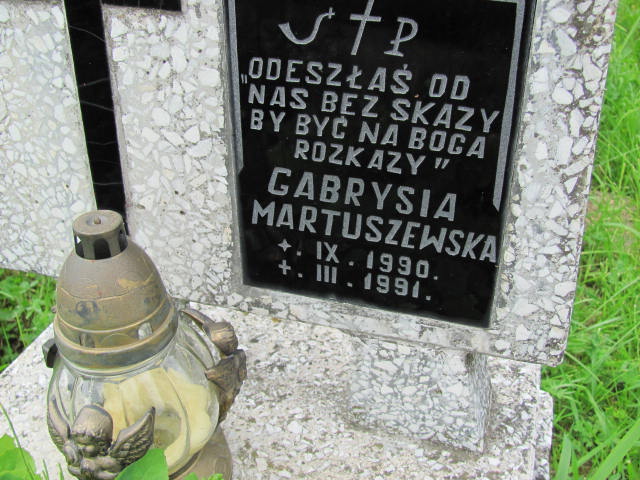 Ś † P
"ODESZŁAŚ OD
NAS BEZ SKAZY
BY BYĆ NA BOGA
ROZKAZY"
GABRYSIA
MARTUSZEWSKA
+. IX. 1990.
+. III. 1991.